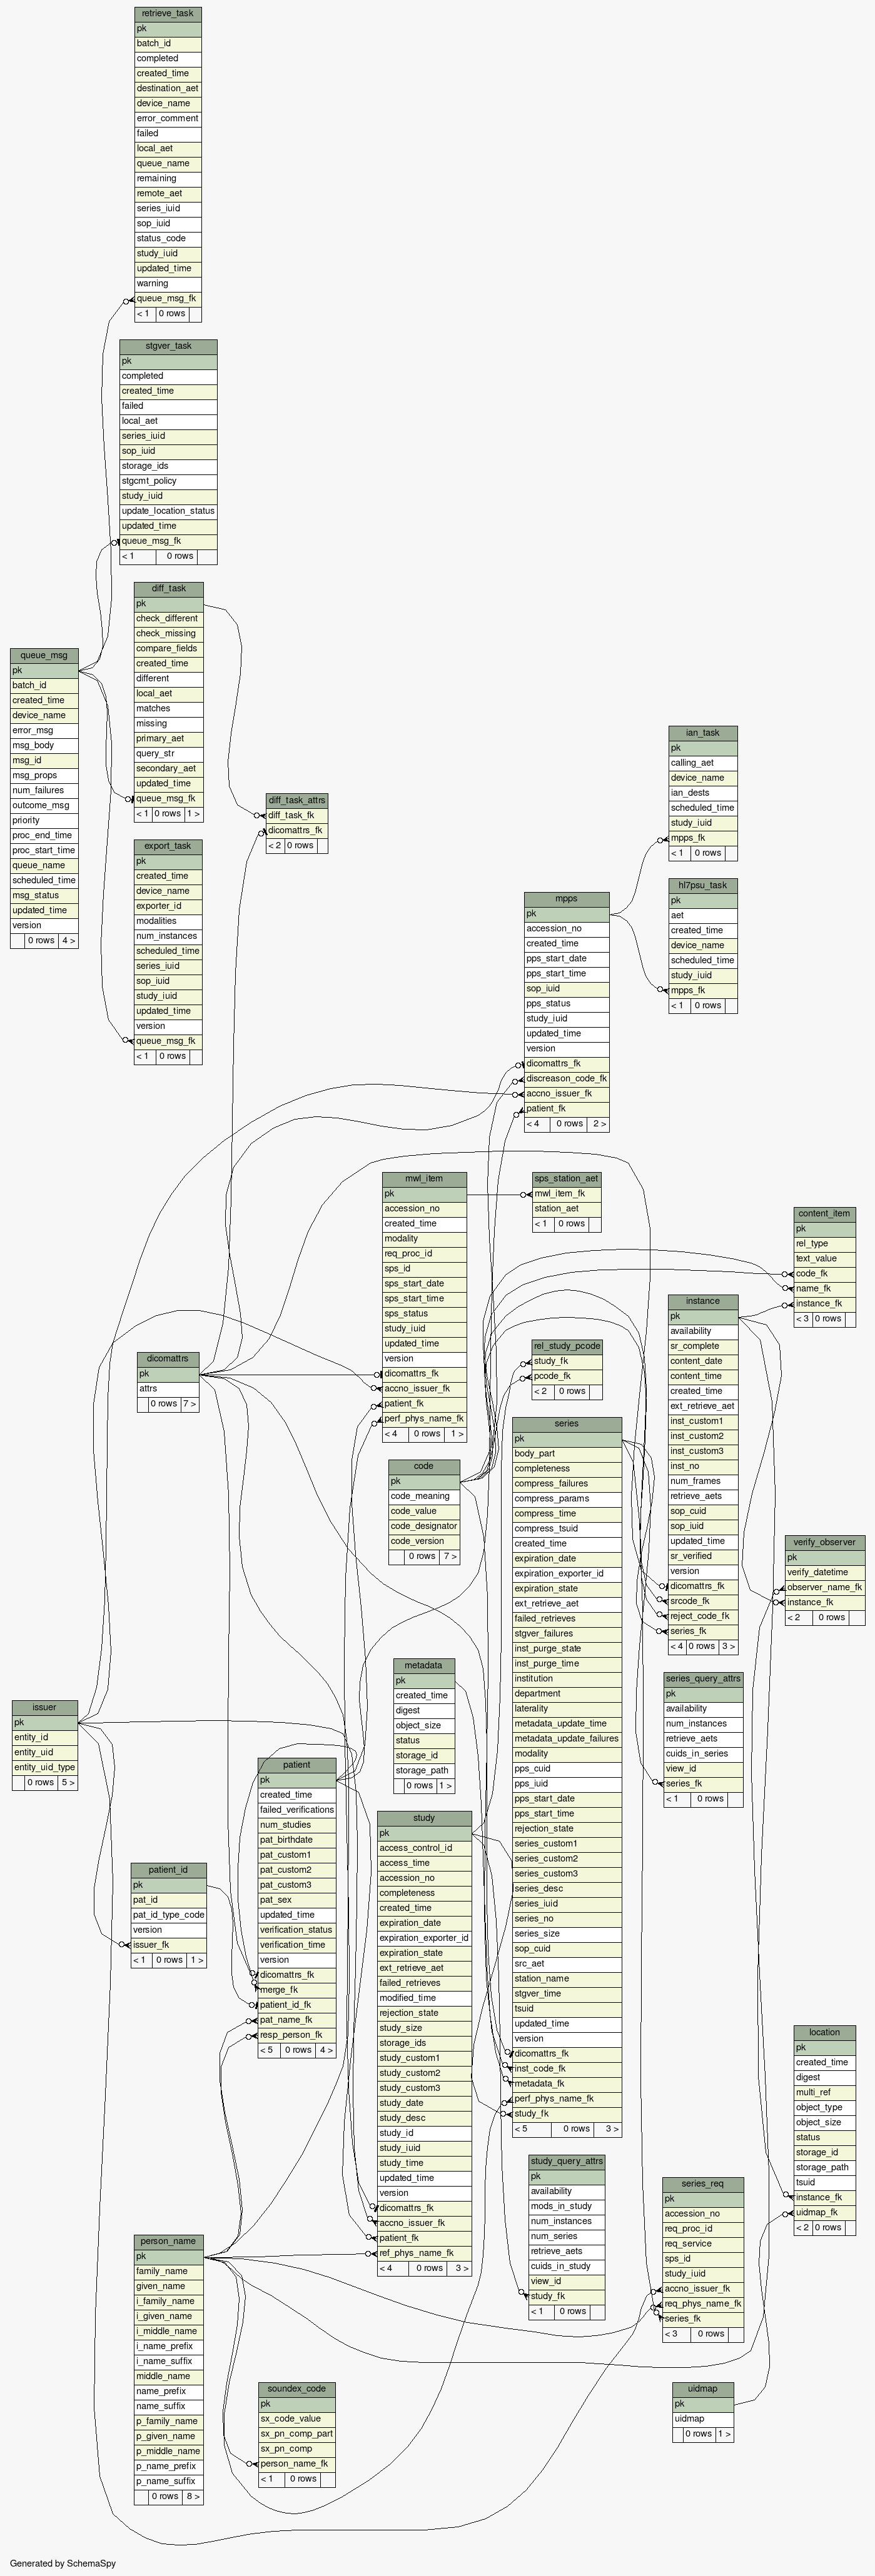 retrieve_task
pk
batch_id
completed
created_time
destination_aet
device_name
error_comment
failed
local_aet
queue_name
remaining
remote_aet
series_iuid
sop_iuid
status_code
study_iuid
updated_time
warning
queue_msg_fk
< 1 0 rows
stgver_task
pk
completed
created_time
failed
local_aet
series_iuid
sop_iuid
storage_ids
stgcmt_policy
study_iuid
update_location_status
updated_time
queue_msg_fk
< 1 0 rows
diff_task
pk
check_different
check_missing
compare_fields
created_time
different
local_aet
matches
missing
primary_aet
query_str
secondary_aet
updated_time
queue_msg_fk
< 1 0 rows 1 >
queue_msg
pk
batch_id
created_time
device_name
error_msg
msg_body
msg_id
msg_props
num_failures
outcome_msg
priority
proc_end_time
proc_start_time
queue_name
scheduled_time
msg_status
updated_time
version
0 rows 4 >
diff_task_attrs
diff_task_fk
dicomattrs_fk
< 2 0 rows
export_task
pk
created_time
device_name
exporter_id
modalities
num_instances
scheduled_time
series_iuid
sop_iuid
study_iuid
updated_time
version
queue_msg_fk
< 1 0 rows
ian_task
pk
calling_aet
device_name
ian_dests
scheduled_time
study_iuid
mpps_fk
< 1 0 rows
hl7psu_task
pk
aet
created_time
device_name
scheduled_time
study_iuid
mpps_fk
< 1 0 rows
mpps
pk
accession_no
created_time
pps_start_date
pps_start_time
sop_iuid
pps_status
study_iuid
updated_time
version
dicomattrs_fk
discreason_code_fk
accno_issuer_fk
patient_fk
< 4 0 rows 2 >
mwl_item
pk
accession_no
created_time
modality
req_proc_id
sps_id
sps_start_date
sps_start_time
sps_status
study_iuid
updated_time
version
dicomattrs_fk
accno_issuer_fk
patient_fk
perf_phys_name_fk
< 4 0 rows 1 >
sps_station_aet
mwl_item_fk
station_aet
< 1 0 rows
content_item
pk
rel_type
text_value
code_fk
name_fk
instance_fk
< 3 0 rows
instance
pk
availability
sr_complete
content_date
content_time
created_time
ext_retrieve_aet
inst_custom1
inst_custom2
inst_custom3
inst_no
num_frames
retrieve_aets
sop_cuid
sop_iuid
updated_time
sr_verified
version
dicomattrs_fk
srcode_fk
reject_code_fk
series_fk
< 4 0 rows 3 >
dicomattrs
pk
attrs
0 rows 7 >
rel_study_pcode
study_fk
pcode_fk
< 2 0 rows
series
pk
body_part
completeness
compress_failures
compress_params
compress_time
compress_tsuid
created_time
expiration_date
expiration_exporter_id
expiration_state
ext_retrieve_aet
failed_retrieves
stgver_failures
inst_purge_state
inst_purge_time
institution
department
laterality
metadata_update_time
metadata_update_failures
modality
pps_cuid
pps_iuid
pps_start_date
pps_start_time
rejection_state
series_custom1
series_custom2
series_custom3
series_desc
series_iuid
series_no
series_size
sop_cuid
src_aet
station_name
stgver_time
tsuid
updated_time
version
dicomattrs_fk
inst_code_fk
metadata_fk
perf_phys_name_fk
study_fk
< 5 0 rows 3 >
code
pk
code_meaning
code_value
code_designator
code_version
0 rows 7 >
verify_observer
pk
verify_datetime
observer_name_fk
instance_fk
< 2 0 rows
metadata
pk
created_time
digest
object_size
status
storage_id
storage_path
0 rows 1 >
series_query_attrs
pk
availability
num_instances
retrieve_aets
cuids_in_series
view_id
series_fk
< 1 0 rows
issuer
pk
entity_id
entity_uid
entity_uid_type
0 rows 5 >
patient
pk
created_time
failed_verifications
num_studies
pat_birthdate
pat_custom1
pat_custom2
pat_custom3
pat_sex
updated_time
verification_status
verification_time
version
dicomattrs_fk
merge_fk
patient_id_fk
pat_name_fk
resp_person_fk
< 5 0 rows 4 >
study
pk
access_control_id
access_time
accession_no
completeness
created_time
expiration_date
expiration_exporter_id
expiration_state
ext_retrieve_aet
failed_retrieves
modified_time
rejection_state
study_size
storage_ids
study_custom1
study_custom2
study_custom3
study_date
study_desc
study_id
study_iuid
study_time
updated_time
version
dicomattrs_fk
accno_issuer_fk
patient_fk
ref_phys_name_fk
< 4 0 rows 3 >
patient_id
pk
pat_id
pat_id_type_code
version
issuer_fk
< 1 0 rows 1 >
location
pk
created_time
digest
multi_ref
object_type
object_size
status
storage_id
storage_path
tsuid
instance_fk
uidmap_fk
< 2 0 rows
study_query_attrs
pk
availability
mods_in_study
num_instances
num_series
retrieve_aets
cuids_in_study
view_id
study_fk
< 1 0 rows
series_req
pk
accession_no
req_proc_id
req_service
sps_id
study_iuid
accno_issuer_fk
req_phys_name_fk
series_fk
< 3 0 rows
person_name
pk
family_name
given_name
i_family_name
i_given_name
i_middle_name
i_name_prefix
i_name_suffix
middle_name
name_prefix
name_suffix
p_family_name
p_given_name
p_middle_name
p_name_prefix
p_name_suffix
0 rows 8 >
soundex_code
pk
sx_code_value
sx_pn_comp_part
sx_pn_comp
person_name_fk
< 1 0 rows
uidmap
pk
uidmap
0 rows 1 >
Generated by SchemaSpy